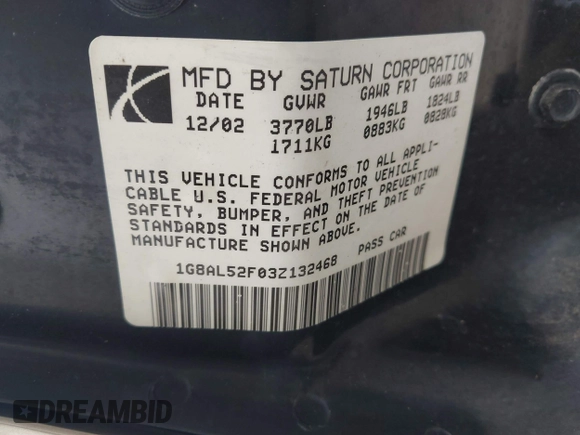 MFD BY SATURN CORPORATION
DATE GVWR GAWR FRT GAWR RR
12/02 3770LB 1946LB 1824LB
1711KG 0883KG 0828KG
THIS VEHICLE CONFORMS TO ALL APPLI-
CABLE U.S. FEDERAL MOTOR VEHICLE
SAFETY, BUMPER, AND THEFT PREVENTION
STANDARDS IN EFFECT ON THE DATE OF
MANUFACTURE SHOWN ABOVE.
1G8AL52F03Z132468 PASS CAR
DREAMBID